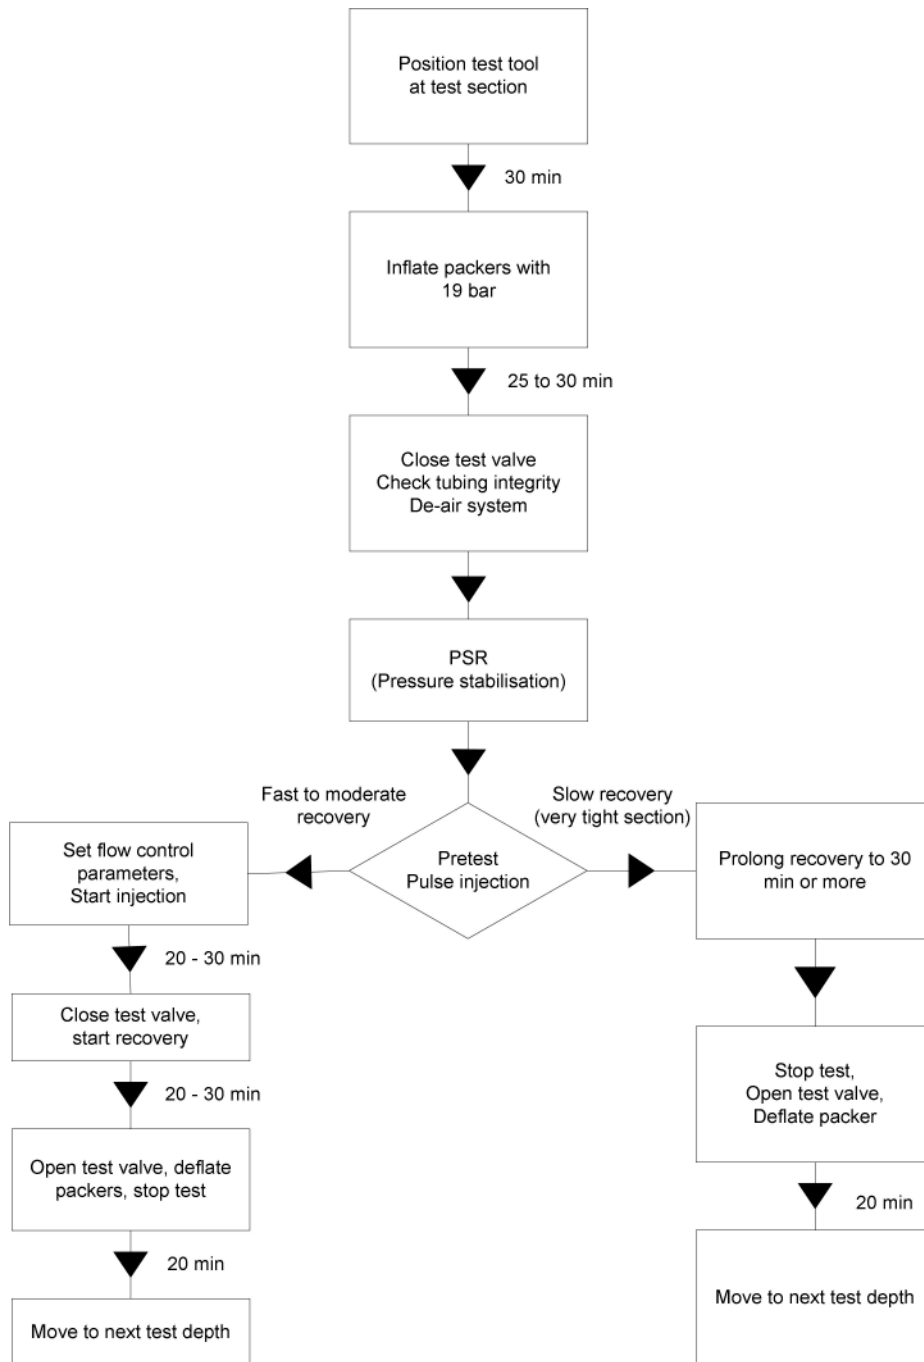 Position test tool
at test section
30 min
Inflate packers with
19 bar
25 to 30 min
Close test valve
Check tubing integrity
De-air system
PSR
(Pressure stabilisation)
Fast to moderate
recovery
Slow recovery
(very tight section)
Pretest
Pulse injection
Set flow control
parameters,
Start injection
20 - 30 min
Close test valve,
start recovery
20 - 30 min
Open test valve, deflate
packers, stop test
20 min
Move to next test depth
Prolong recovery to 30
min or more
Stop test,
Open test valve,
Deflate packer
20 min
Move to next test depth